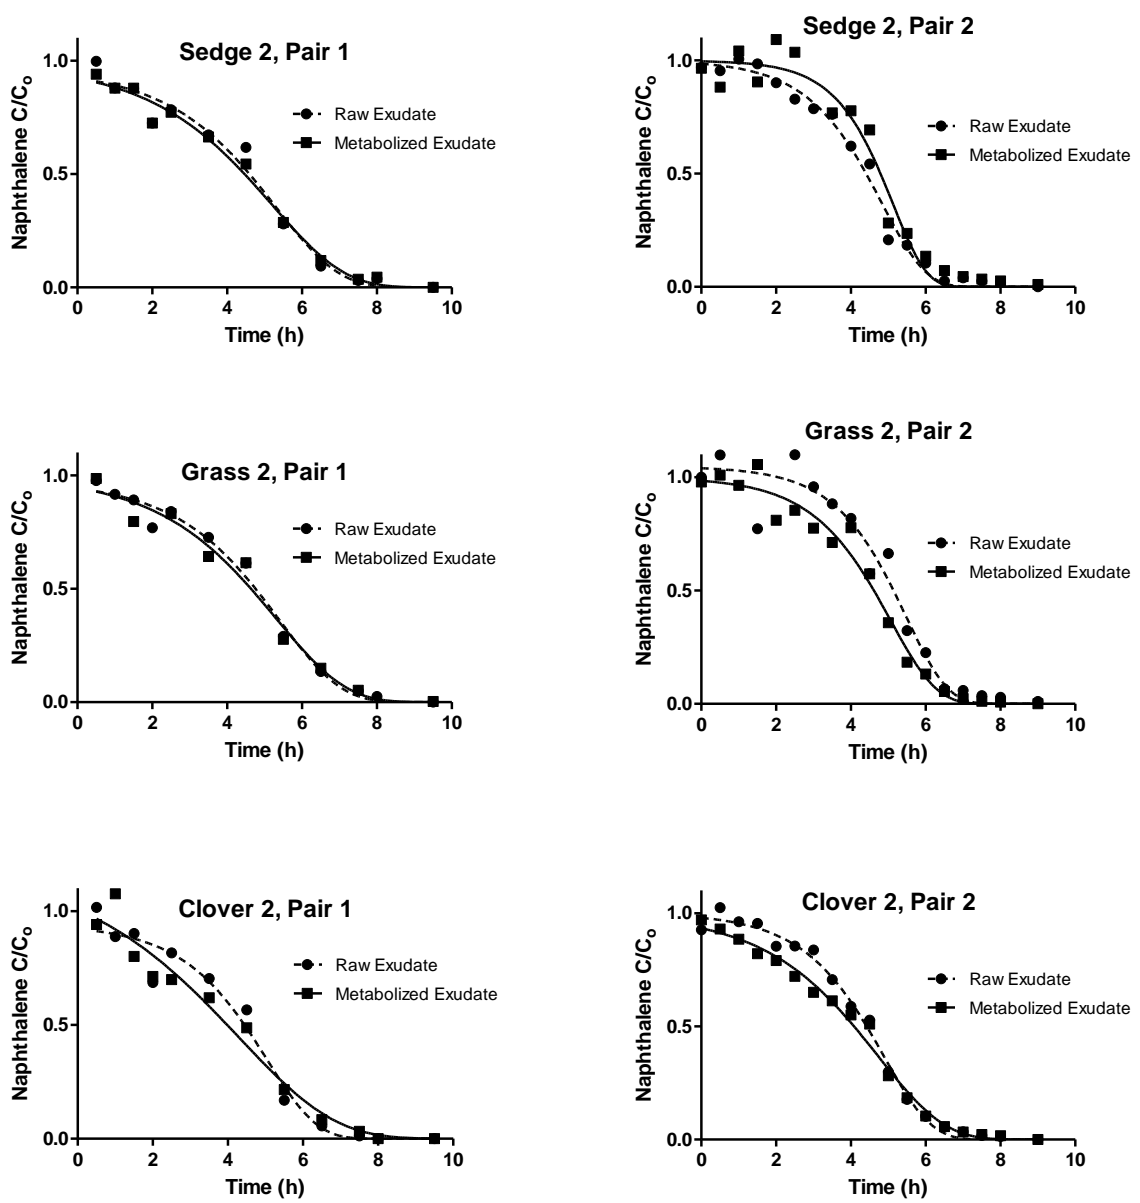 Sedge 2, Pair 1
Naphthalene C/Co
1.0
0.5
0.0
Raw Exudate
Metabolized Exudate
0 2 4 6 8 10
Time (h)
Sedge 2, Pair 2
Naphthalene C/Co
1.0
0.5
0.0
Raw Exudate
Metabolized Exudate
0 2 4 6 8 10
Time (h)
Grass 2, Pair 1
Naphthalene C/Co
1.0
0.5
0.0
Raw Exudate
Metabolized Exudate
0 2 4 6 8 10
Time (h)
Grass 2, Pair 2
Naphthalene C/Co
1.0
0.5
0.0
Raw Exudate
Metabolized Exudate
0 2 4 6 8 10
Time (h)
Clover 2, Pair 1
Naphthalene C/Co
1.0
0.5
0.0
Raw Exudate
Metabolized Exudate
0 2 4 6 8 10
Time (h)
Clover 2, Pair 2
Naphthalene C/Co
1.0
0.5
0.0
Raw Exudate
Metabolized Exudate
0 2 4 6 8 10
Time (h)